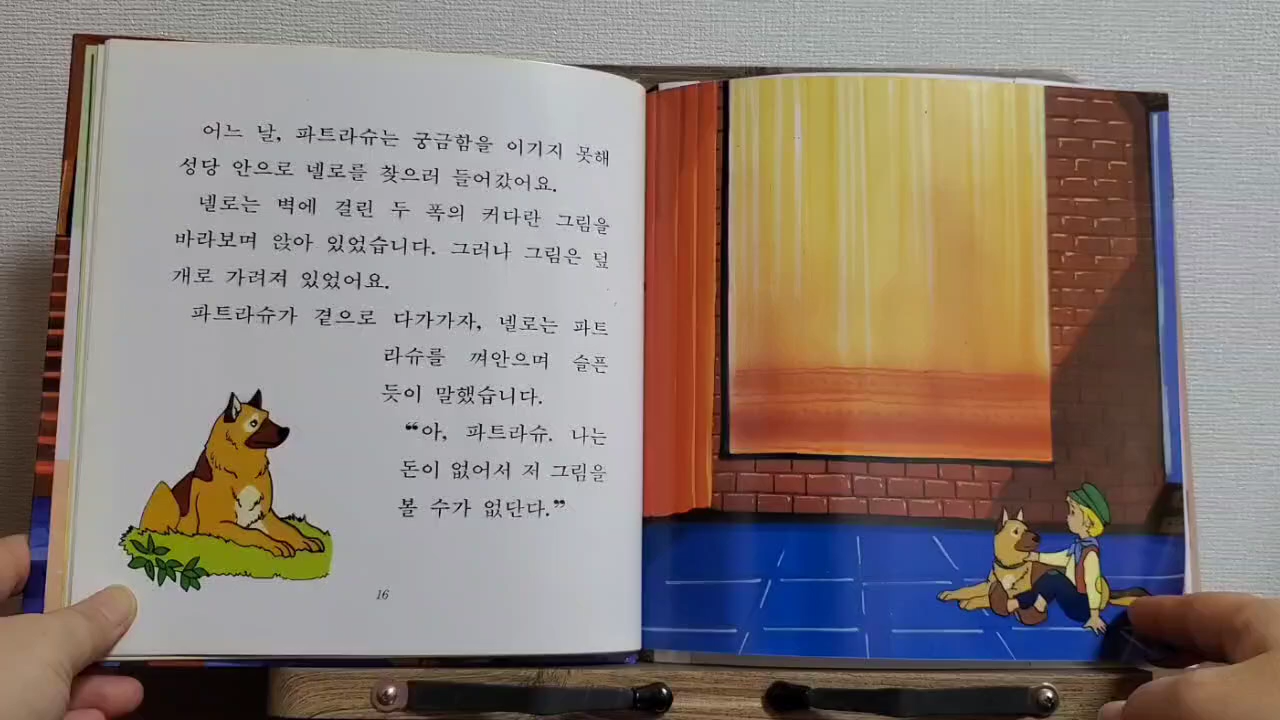 어느 날, 파트라슈는 궁금함을 이기지 못해
성당 안으로 넬로를 찾으러 들어갔어요.
넬로는 벽에 걸린 두 폭의 커다란 그림을
바라보며 앉아 있었습니다. 그러나 그림은 덮
개로 가려져 있었어요.
파트라슈가 곁으로 다가가자, 넬로는 파트
라슈를 껴안으며 슬픈
듯이 말했습니다.
“아, 파트라슈. 나는
돈이 없어서 저 그림을
볼 수가 없단다.”
16